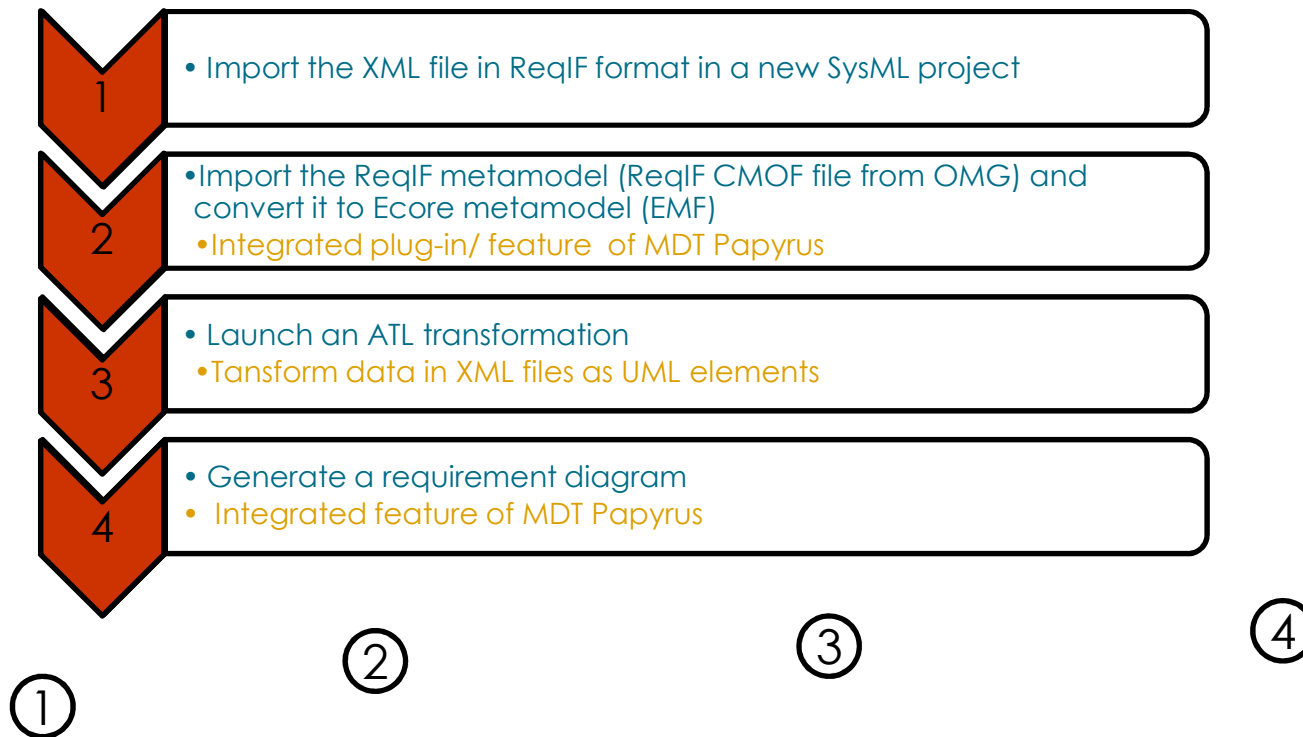 1
• Import the XML file in ReqIF format in a new SysML project
2
•Import the ReqIF metamodel (ReqIF CMOF file from OMG) and
convert it to Ecore metamodel (EMF)
•Integrated plug-in/ feature of MDT Papyrus
3
• Launch an ATL transformation
•Tansform data in XML files as UML elements
4
• Generate a requirement diagram
• Integrated feature of MDT Papyrus
1
2
3
4